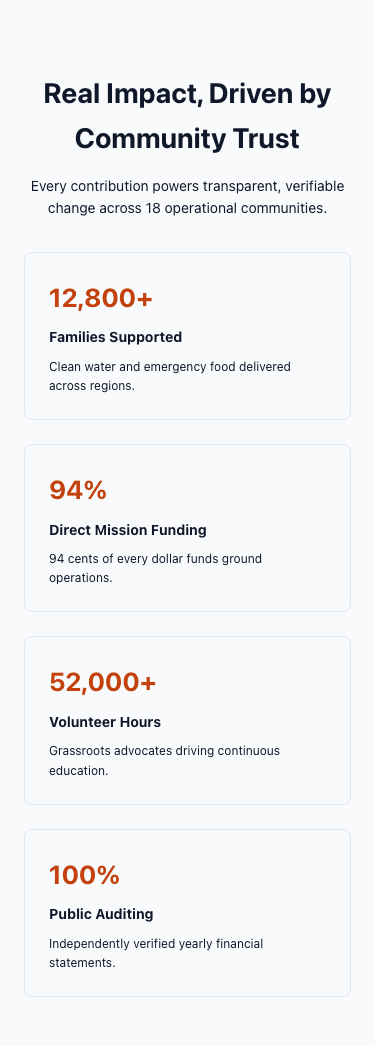 Real Impact, Driven by
Community Trust
Every contribution powers transparent, verifiable
change across 18 operational communities.
12,800+
Families Supported
Clean water and emergency food delivered
across regions.
94%
Direct Mission Funding
94 cents of every dollar funds ground
operations.
52,000+
Volunteer Hours
Grassroots advocates driving continuous
education.
100%
Public Auditing
Independently verified yearly financial
statements.